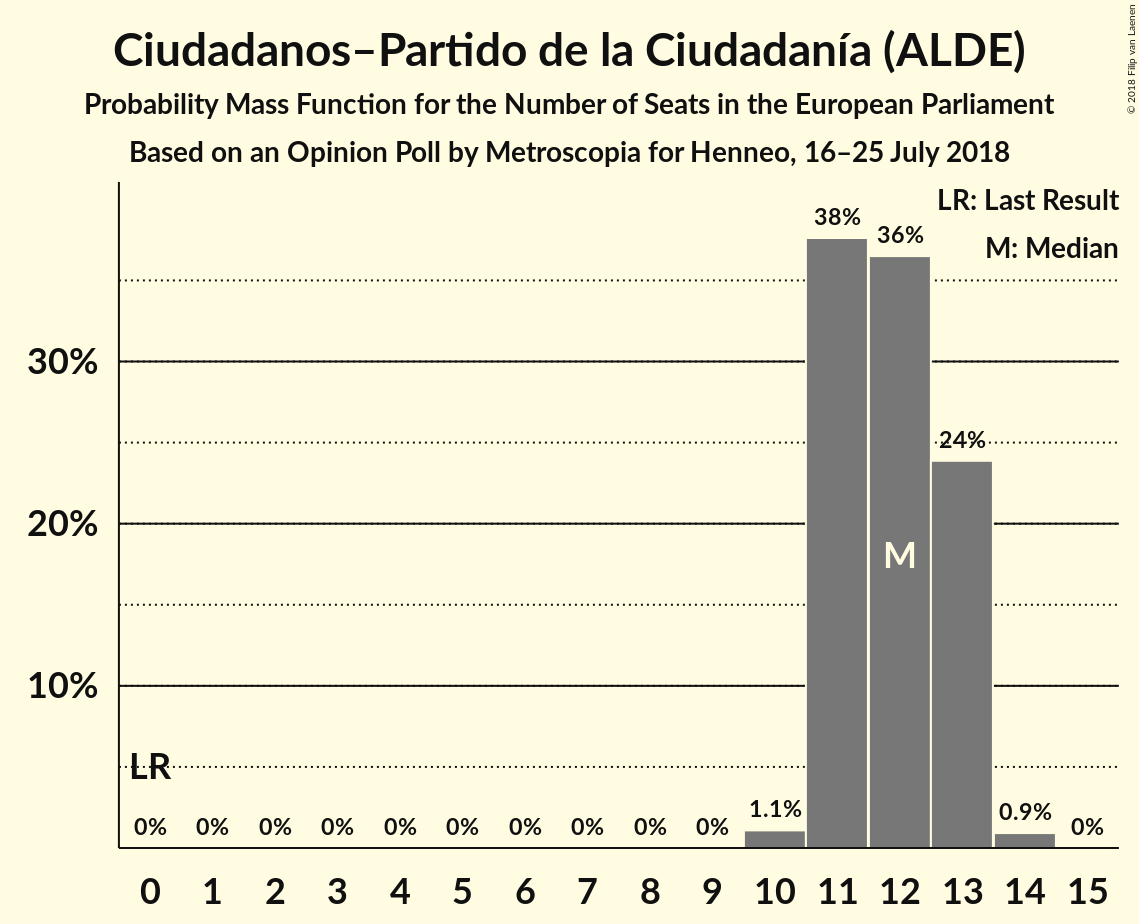 Ciudadanos–Partido de la Ciudadanía (ALDE)
Probability Mass Function for the Number of Seats in the European Parliament
Based on an Opinion Poll by Metroscopia for Henneo, 16–25 July 2018
© 2018 Filip van Laenen
LR: Last Result
M: Median
38%
36%
30%
24%
20%
M
10%
LR
0% 0% 0% 0% 0% 0% 0% 0% 0% 0% 1.1% 0.9% 0%
0 1 2 3 4 5 6 7 8 9 10 11 12 13 14 15